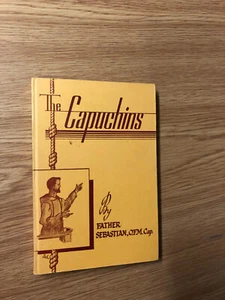 The Capuchins
By
FATHER
SEBASTIAN, O.F.M. Cap.